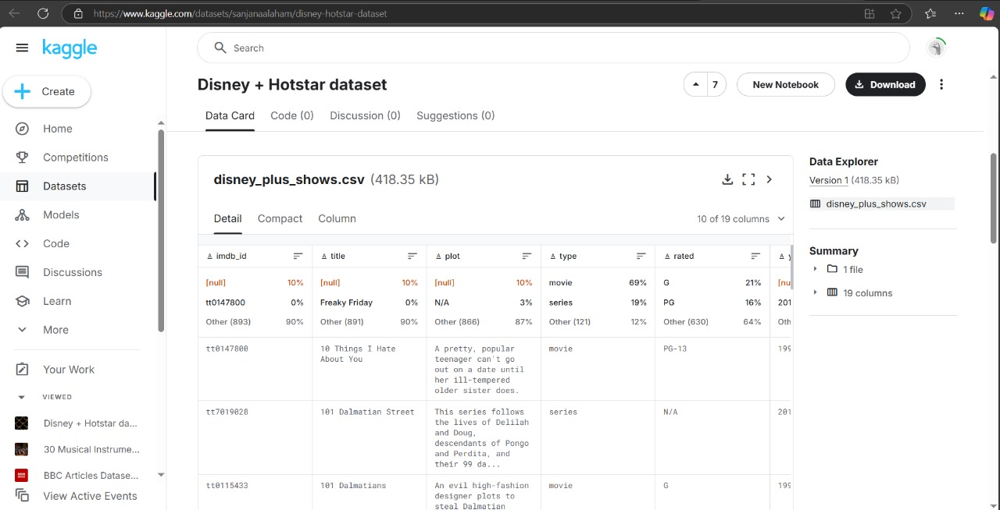 https://www.kaggle.com/datasets/sanjanaalaham/disney-hotstar-dataset
kaggle
Search
Create
Home
Competitions
Datasets
Models
Code
Discussions
Learn
More
Your Work
VIEWED
Disney + Hotstar da...
30 Musical Instrume...
BBC Articles Datase...
View Active Events
Disney + Hotstar dataset
7
New Notebook
Download
Data Card Code (0) Discussion (0) Suggestions (0)
disney_plus_shows.csv (418.35 kB)
Detail Compact Column 10 of 19 columns
imdb_id title plot type rated y
[null] 10% [null] 10% [null] 10% movie 69% G 21% [nu
tt0147800 0% Freaky Friday 0% N/A 3% series 19% PG 16% 201
Other (893) 90% Other (891) 90% Other (866) 87% Other (121) 12% Other (630) 64% Oth
tt0147800 10 Things I Hate A pretty, popular movie PG-13 199
About You teenager can't go
out on a date until
her ill-tempered
older sister does.
tt7019028 101 Dalmatian Street This series follows series N/A 201
the lives of Delilah
and Doug,
descendants of Pongo
and Perdita, and
their 99 da...
tt0115433 101 Dalmatians An evil high-fashion movie G 199
designer plots to
steal Dalmatian
Data Explorer
Version 1 (418.35 kB)
disney_plus_shows.csv
Summary
1 file
19 columns